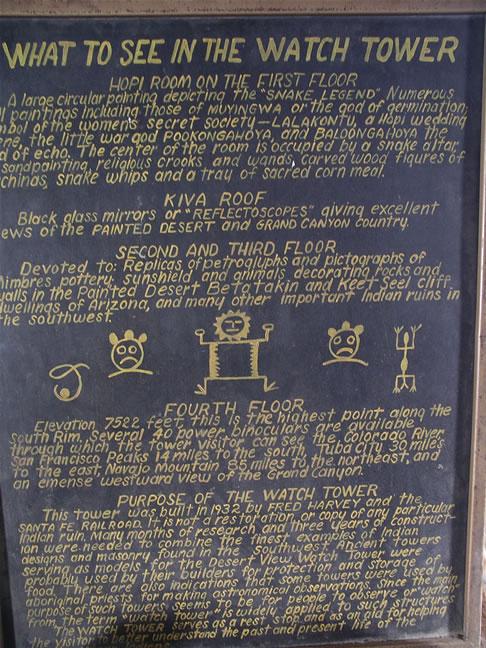 WHAT TO SEE IN THE WATCH TOWER
HOPI ROOM ON THE FIRST FLOOR
A large circular painting depicting the "SNAKE LEGEND" Numerous
l paintings including those of MUYINGWA or the god of germination,
mbol of the women's secret society—LALAKONTU, a Hopi wedding
ene, the little war god POOKONGAHOYA and BALOONGAHOYA the
d of echo. The center of the room is occupied by a snake altar
sandpainting, religious crooks and wands, carved wood figures of
chinas, snake whips and a tray of sacred corn meal.
KIVA ROOF
Black glass mirrors or "REFLECTOSCOPES" giving excellent
ews of the PAINTED DESERT and GRAND CANYON country.
SECOND AND THIRD FLOOR
Devoted to: Replicas of petroglyphs and pictographs of
imbres pottery, sunshield and animals decorating rocks and
walls in the Painted Desert Betatakin and Keet Seel Cliff
dwellings of Arizona, and many other important Indian ruins in
the southwest.
FOURTH FLOOR
Elevation 7522 feet, this is the highest point along the
South Rim. Several 40 power binoculars are available
through which the Tower visitor can see the Colorado River
San Francisco Peaks 14 miles to the south, Tuba City 30 miles
to the east, Navajo Mountain 85 miles to the northeast, and
an emense westward view of the Grand Canyon.
PURPOSE OF THE WATCH TOWER
This tower was built in 1932 by FRED HARVEY and the
SANTA FE RAILROAD. It is not a restoration or copy of any particular
Indian ruin. Many months of research and three years of construct-
ion were needed to combine the finest examples of Indian
designs and masonry found in the southwest. Ancient towers
serving as models for the Desert View Watch Tower were
probably used by their builders for protection and storage of
food. There are also indications that some towers were used by
aboriginal priests for making astronomical observations. Since the main
purpose of such towers seems to be for people to observe or "watch"
from, the term "watch tower" is widely applied to such structures
The WATCH TOWER serves as a rest stop and as an aid for helping
the visitor to better understand the past and present life of the